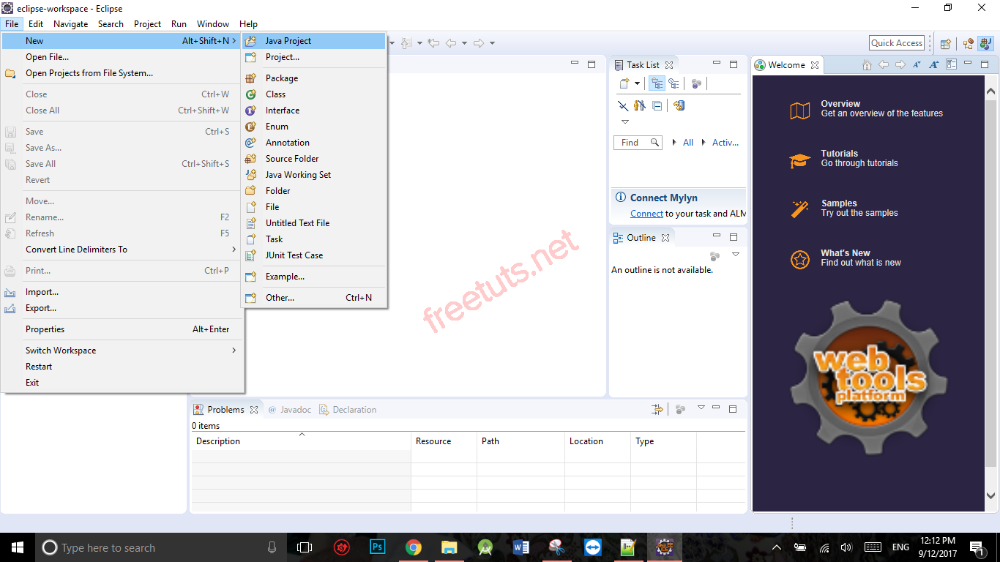 eclipse-workspace - Eclipse
File Edit Navigate Search Project Run Window Help
New Alt+Shift+N
Open File...
Open Projects from File System...
Close Ctrl+W
Close All Ctrl+Shift+W
Save Ctrl+S
Save As...
Save All Ctrl+Shift+S
Revert
Move...
Rename... F2
Refresh F5
Convert Line Delimiters To
Print... Ctrl+P
Import...
Export...
Properties Alt+Enter
Switch Workspace
Restart
Exit
Java Project
Project...
Package
Class
Interface
Enum
Annotation
Source Folder
Java Working Set
Folder
File
Untitled Text File
Task
JUnit Test Case
Example...
Other... Ctrl+N
freetuts.net
Quick Access
Task List
Find All Activ...
Connect Mylyn
Connect to your task and ALM
Outline
An outline is not available.
Welcome
Overview
Get an overview of the features
Tutorials
Go through tutorials
Samples
Try out the samples
What's New
Find out what is new
web
tools
platform
Problems @ Javadoc Declaration
0 items
Description Resource Path Location Type
Type here to search
Ps
W
Java EE
IDE
ENG
12:12 PM
9/12/2017
1